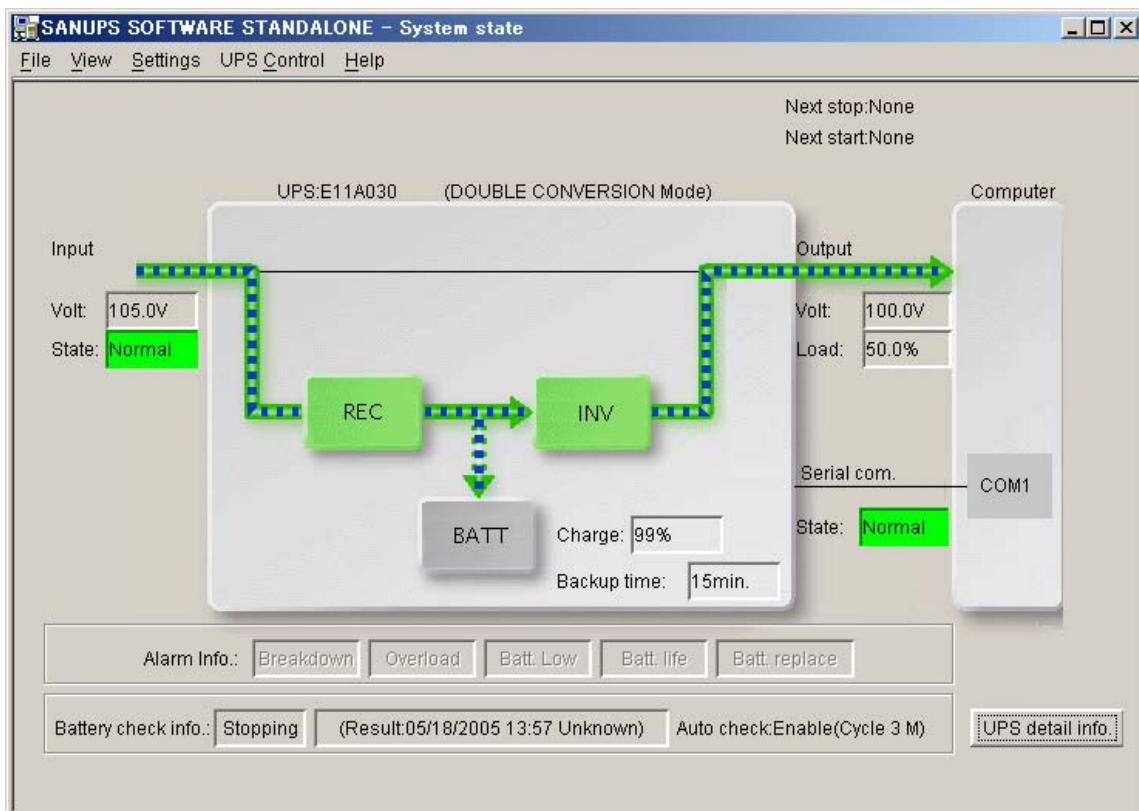 SANUPS SOFTWARE STANDALONE - System state
File View Settings UPS Control Help
Next stop:None
Next start:None
UPS:E11A030 (DOUBLE CONVERSION Mode) Computer
Input Output
Volt: 105.0V Volt: 100.0V
State: Normal Load: 50.0%
REC INV
Serial com. COM1
BATT Charge: 99% State: Normal
Backup time: 15min.
Alarm Info.: Breakdown Overload Batt. Low Batt. life Batt. replace
Battery check info.: Stopping (Result:05/18/2005 13:57 Unknown) Auto check:Enable(Cycle 3 M) UPS detail info.